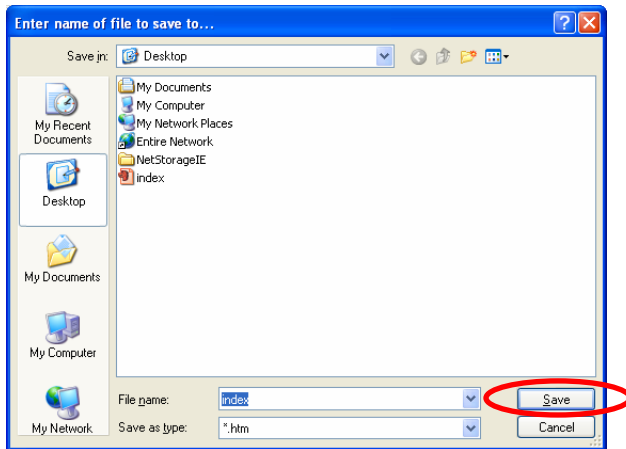 Enter name of file to save to...
Save in:
Desktop
My Recent
Documents
Desktop
My Documents
My Computer
My Network
My Documents
My Computer
My Network Places
Entire Network
NetStorageIE
index
File name:
index
Save
Save as type:
*.htm
Cancel